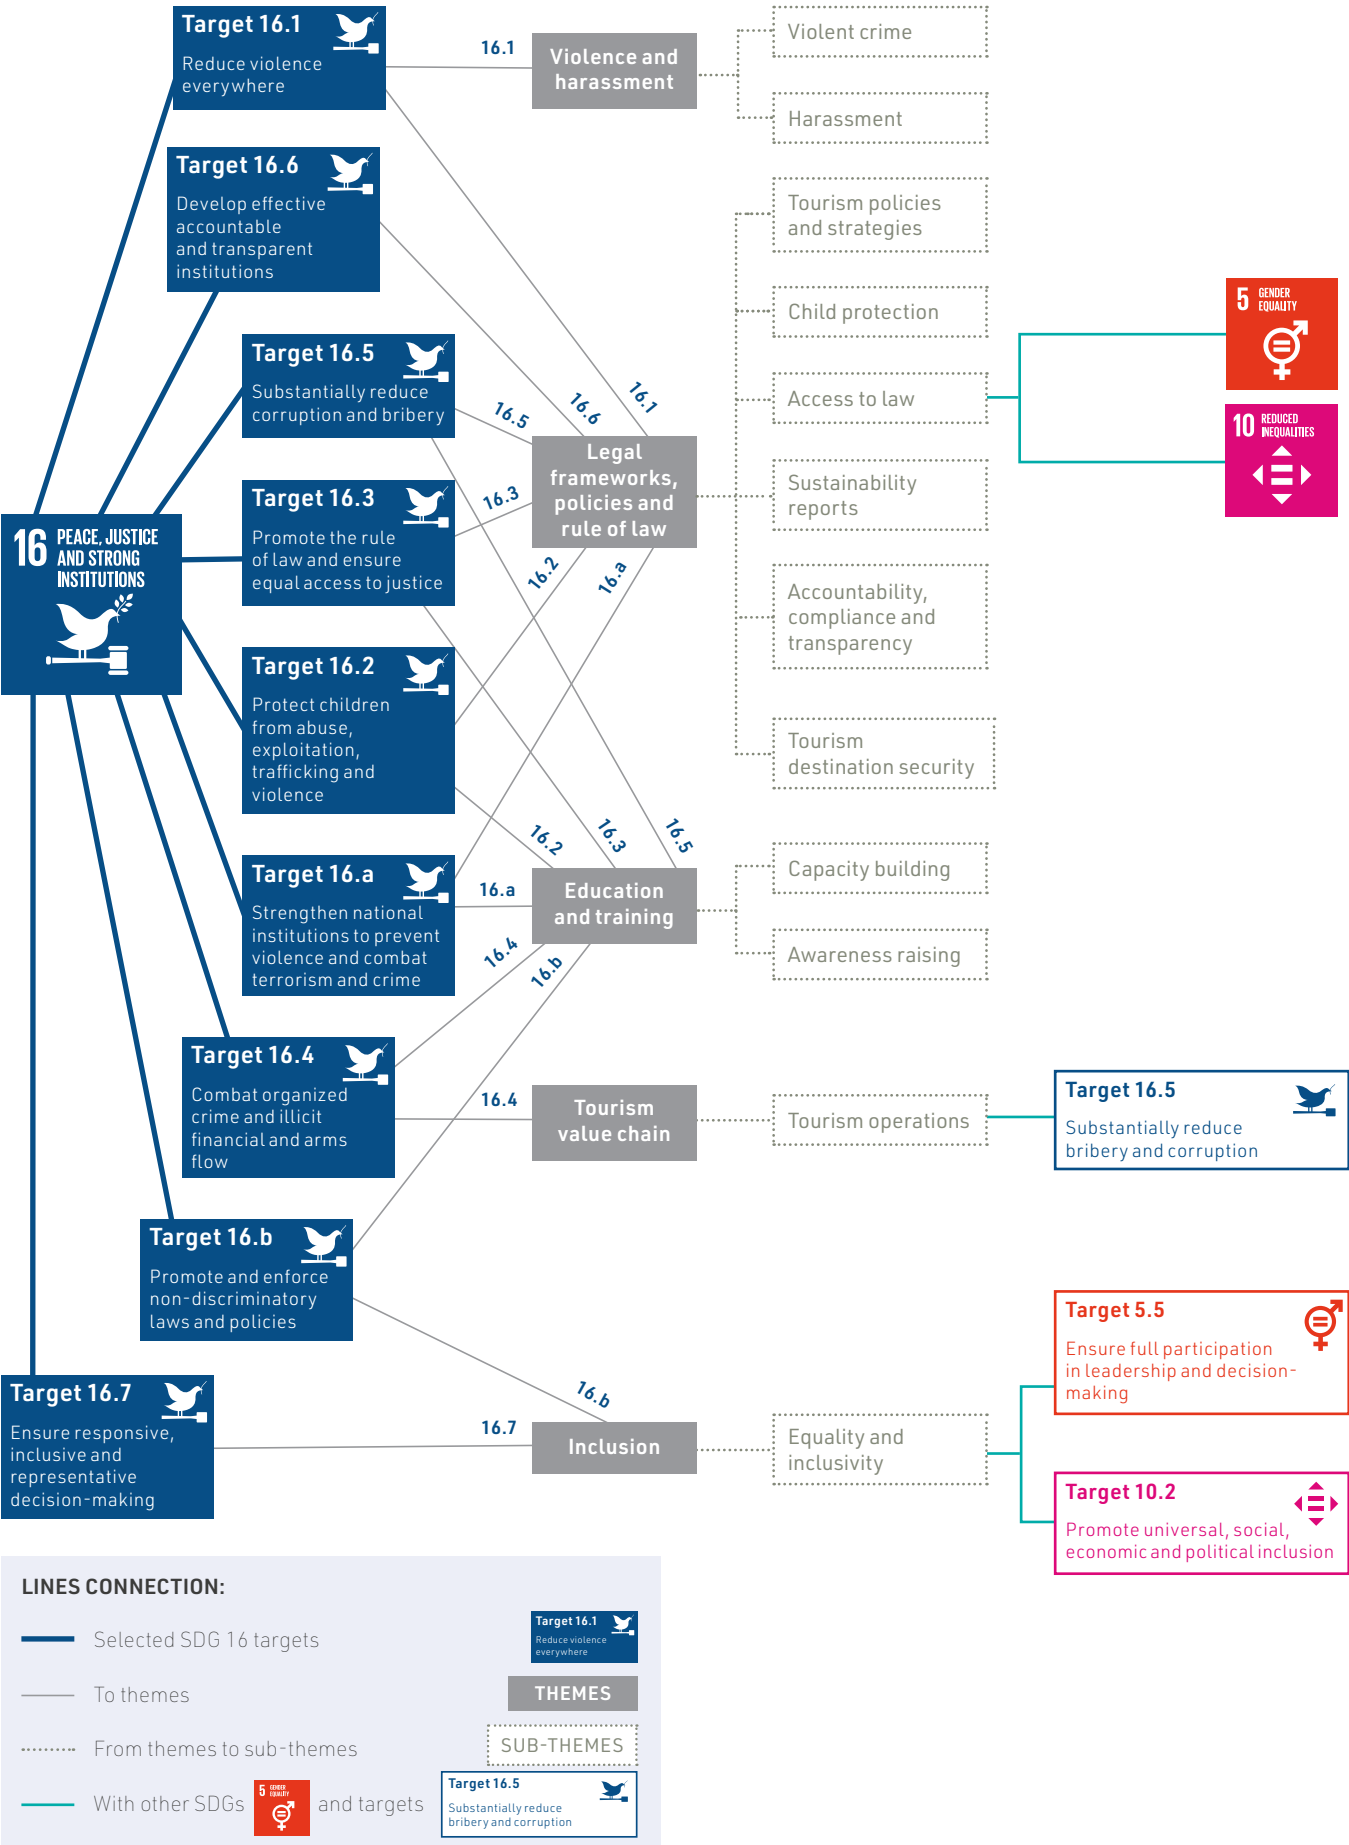 Target 16.1
Reduce violence
everywhere
16.1
Violence and
harassment
Violent crime
Harassment
Target 16.6
Develop effective
accountable
and transparent
institutions
Tourism policies
and strategies
Child protection
Access to law
Sustainability
reports
Accountability,
compliance and
transparency
Tourism
destination security
5 GENDER
EQUALITY
10 REDUCED
INEQUALITIES
Target 16.5
Substantially reduce
corruption and bribery
16.5
16.6
16.1
Legal
frameworks,
policies and
rule of law
Target 16.3
Promote the rule
of law and ensure
equal access to justice
16.3
16.2
16.a
16 PEACE, JUSTICE
AND STRONG
INSTITUTIONS
Target 16.2
Protect children
from abuse,
exploitation,
trafficking and
violence
16.2
16.3
16.5
Target 16.a
Strengthen national
institutions to prevent
violence and combat
terrorism and crime
16.a
Education
and training
Capacity building
Awareness raising
16.4
16.b
Target 16.4
Combat organized
crime and illicit
financial and arms
flow
16.4
Tourism
value chain
Tourism operations
Target 16.5
Substantially reduce
bribery and corruption
Target 16.b
Promote and enforce
non-discriminatory
laws and policies
16.b
Target 16.7
Ensure responsive,
inclusive and
representative
decision-making
16.7
Inclusion
Equality and
inclusivity
Target 5.5
Ensure full participation
in leadership and decision-
making
Target 10.2
Promote universal, social,
economic and political inclusion
LINES CONNECTION:
Selected SDG 16 targets
Target 16.1
Reduce violence
everywhere
To themes
THEMES
From themes to sub-themes
SUB-THEMES
With other SDGs
5 GENDER
EQUALITY
and targets
Target 16.5
Substantially reduce
bribery and corruption